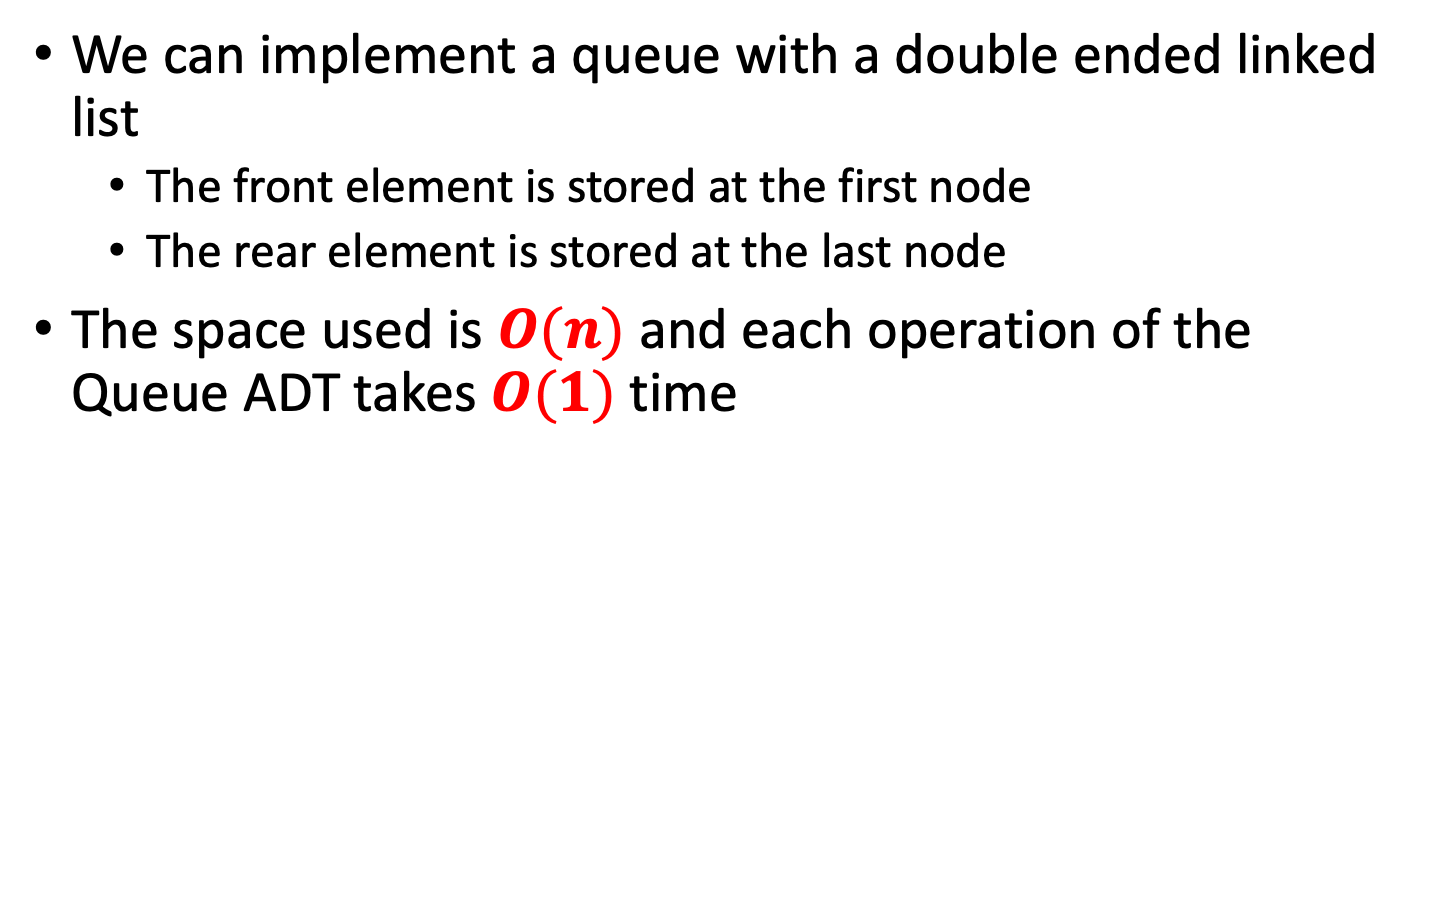 • We can implement a queue with a double ended linked
list
• The front element is stored at the first node
• The rear element is stored at the last node
• The space used is O(n) and each operation of the
Queue ADT takes O(1) time